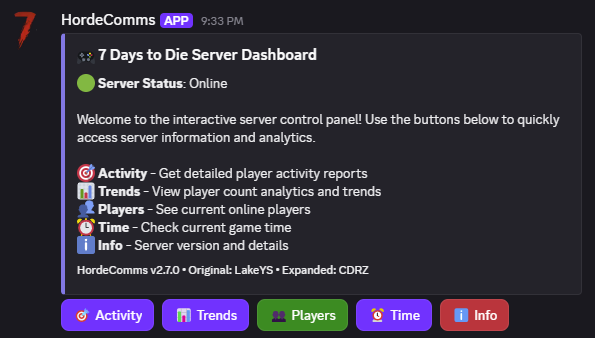 7
HordeComms APP 9:33 PM
🎮 7 Days to Die Server Dashboard
🟢 Server Status: Online
Welcome to the interactive server control panel! Use the buttons below to quickly
access server information and analytics.
🎯 Activity - Get detailed player activity reports
📊 Trends - View player count analytics and trends
👥 Players - See current online players
⏰ Time - Check current game time
ℹ️ Info - Server version and details
HordeComms v2.7.0 • Original: LakeYS • Expanded: CDRZ
🎯 Activity 📊 Trends 👥 Players ⏰ Time ℹ️ Info